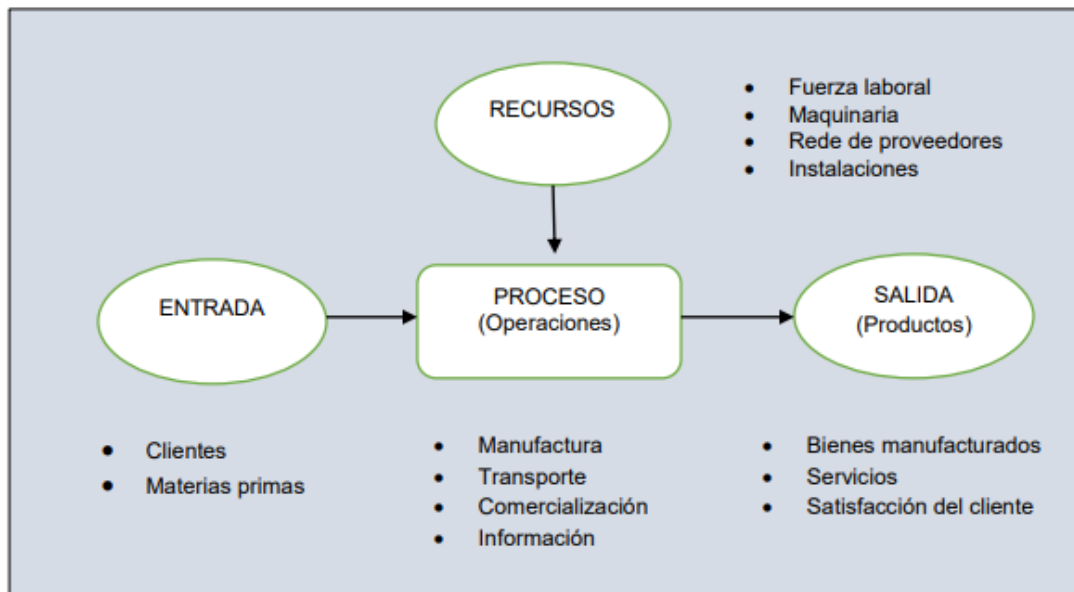 RECURSOS
• Fuerza laboral
• Maquinaria
• Rede de proveedores
• Instalaciones
ENTRADA
PROCESO
(Operaciones)
SALIDA
(Productos)
• Clientes
• Materias primas
• Manufactura
• Transporte
• Comercialización
• Información
• Bienes manufacturados
• Servicios
• Satisfacción del cliente